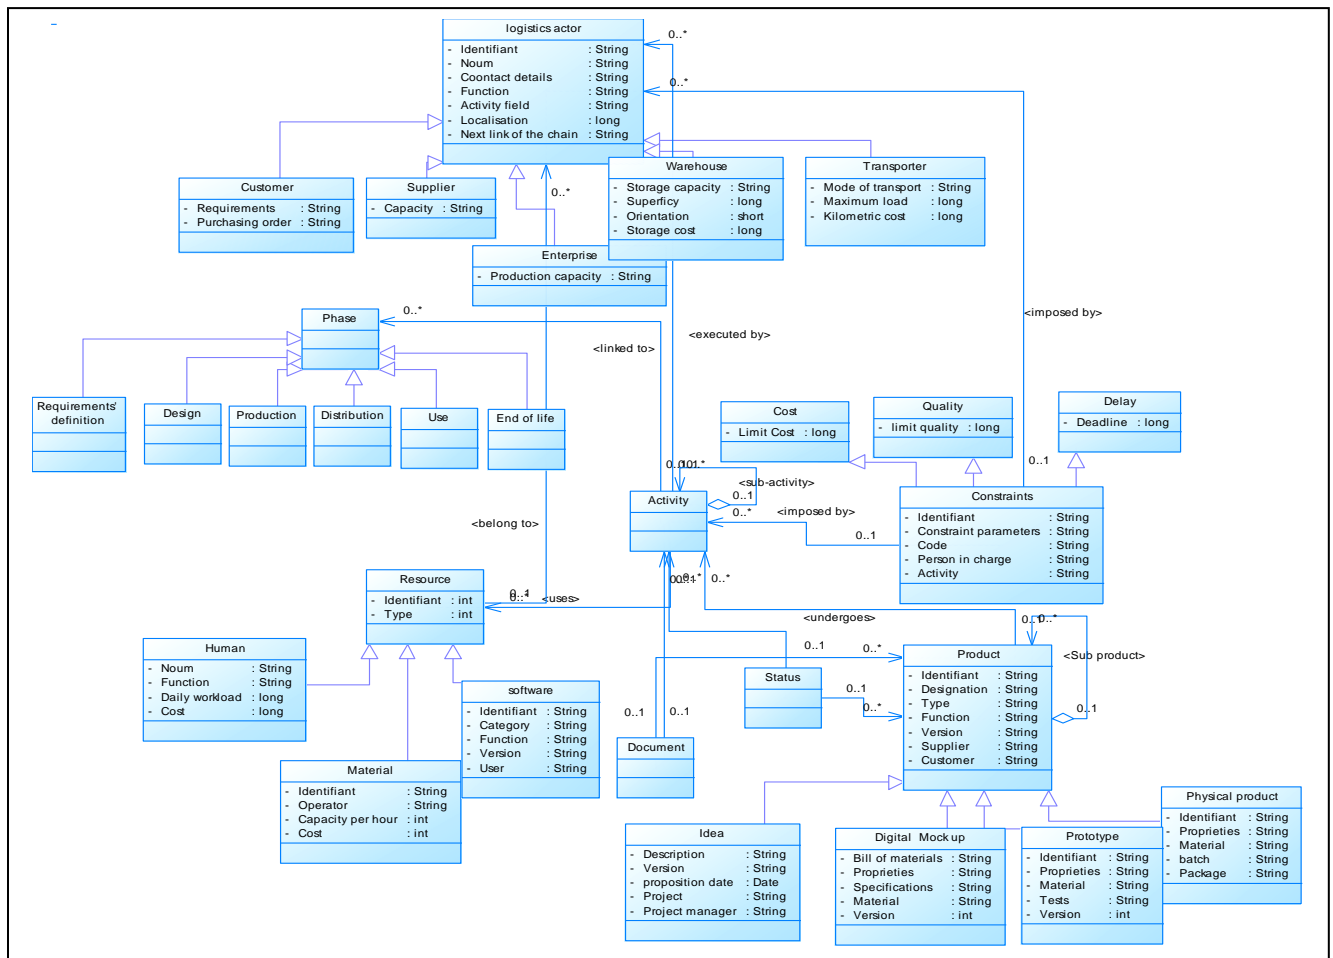 logistics actor
- Identifiant : String
- Noum : String
- Coontact details : String
- Function : String
- Activity field : String
- Localisation : long
- Next link of the chain : String
0..*
0..*
Customer
- Requirements : String
- Purchasing order : String
Supplier
- Capacity : String
0..*
Warehouse
- Storage capacity : String
- Superficy : long
- Orientation : short
- Storage cost : long
Transporter
- Mode of transport : String
- Maximum load : long
- Kilometric cost : long
Enterprise
- Production capacity : String
Phase
0..*
<linked to>
<executed by>
<imposed by>
Requirements' definition
Design
Production
Distribution
Use
End of life
Cost
- Limit Cost : long
Quality
- limit quality : long
Delay
- Deadline : long
0..1
<sub-activity>
0..1
Activity
0..*
<imposed by>
0..1
Constraints
- Identifiant : String
- Constraint parameters : String
- Code : String
- Person in charge : String
- Activity : String
<belong to>
Resource
- Identifiant : int
- Type : int
<uses>
0..*
<undergoes>
Human
- Noum : String
- Function : String
- Daily workload : long
- Cost : long
software
- Identifiant : String
- Category : String
- Function : String
- Version : String
- User : String
Material
- Identifiant : String
- Operator : String
- Capacity per hour : int
- Cost : int
0..1
0..*
Status
0..1
0..*
0..1
0..1
Document
Product
- Identifiant : String
- Designation : String
- Type : String
- Function : String
- Version : String
- Supplier : String
- Customer : String
<Sub product>
0..1
Idea
- Description : String
- Version : String
- proposition date : Date
- Project : String
- Project manager : String
Digital Mockup
- Bill of materials : String
- Proprieties : String
- Specifications : String
- Material : String
- Version : int
Prototype
- Identifiant : String
- Proprieties : String
- Material : String
- Tests : String
- Version : int
Physical product
- Identifiant : String
- Proprieties : String
- Material : String
- batch : String
- Package : String